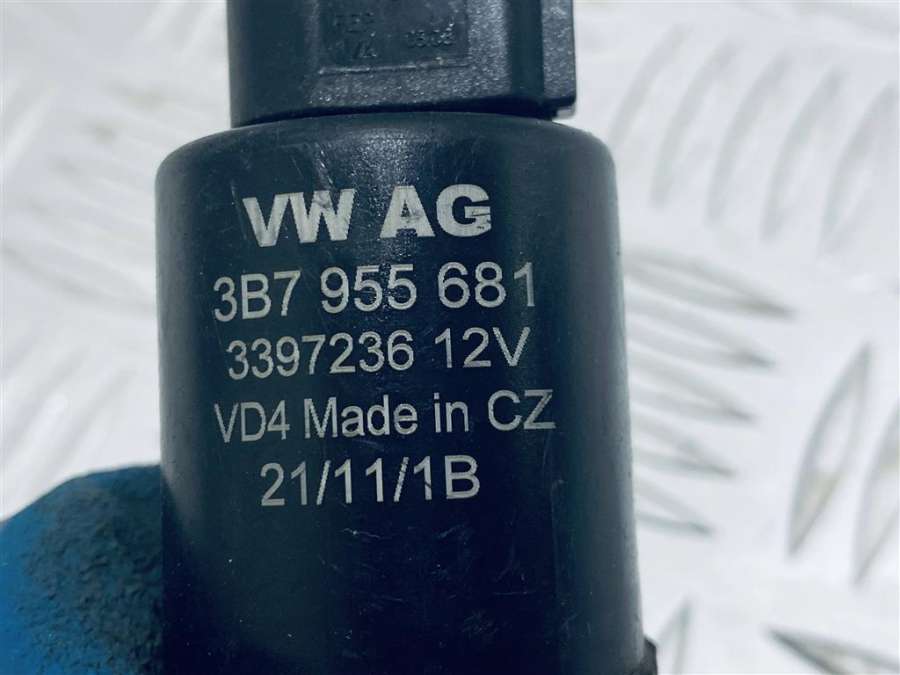 VW AG
3B7 955 681
3397236 12V
VD4 Made in CZ
21/11/1B